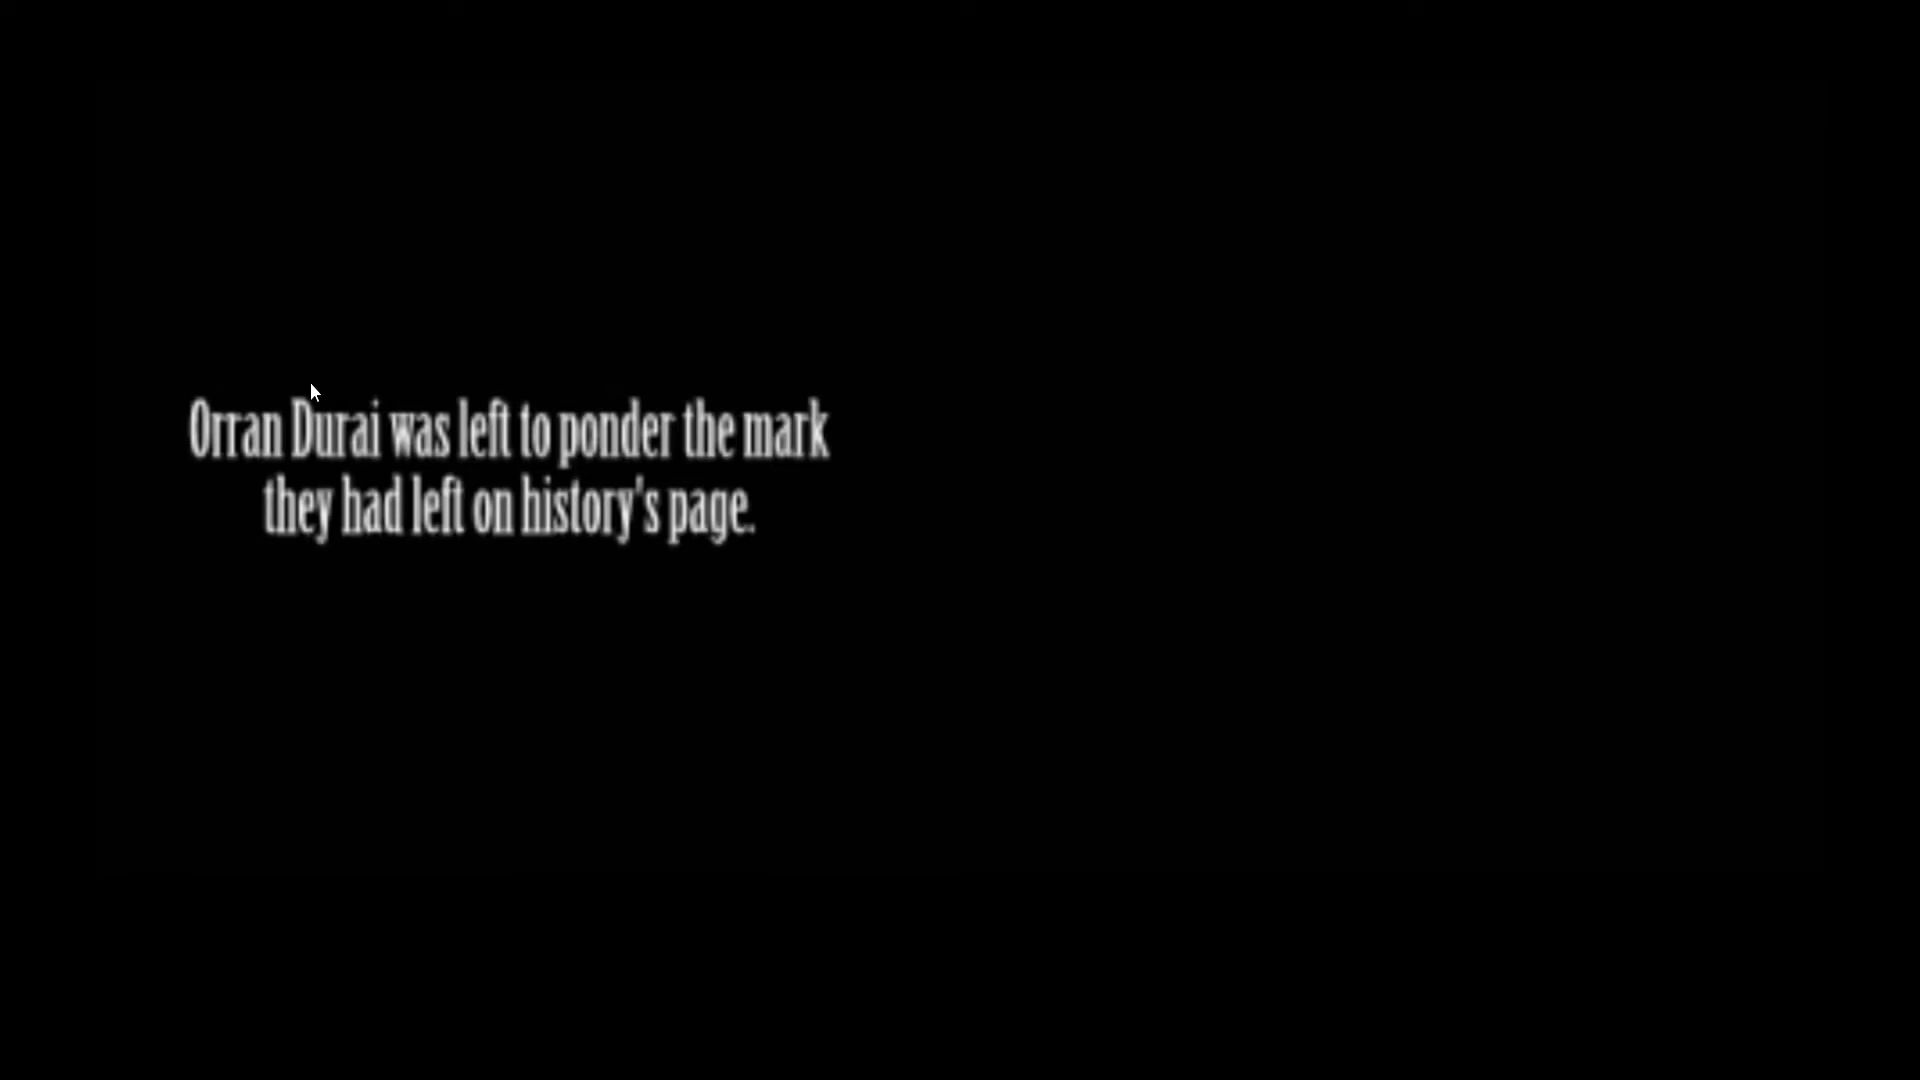 Orran Durai was left to ponder the mark
they had left on history's page.